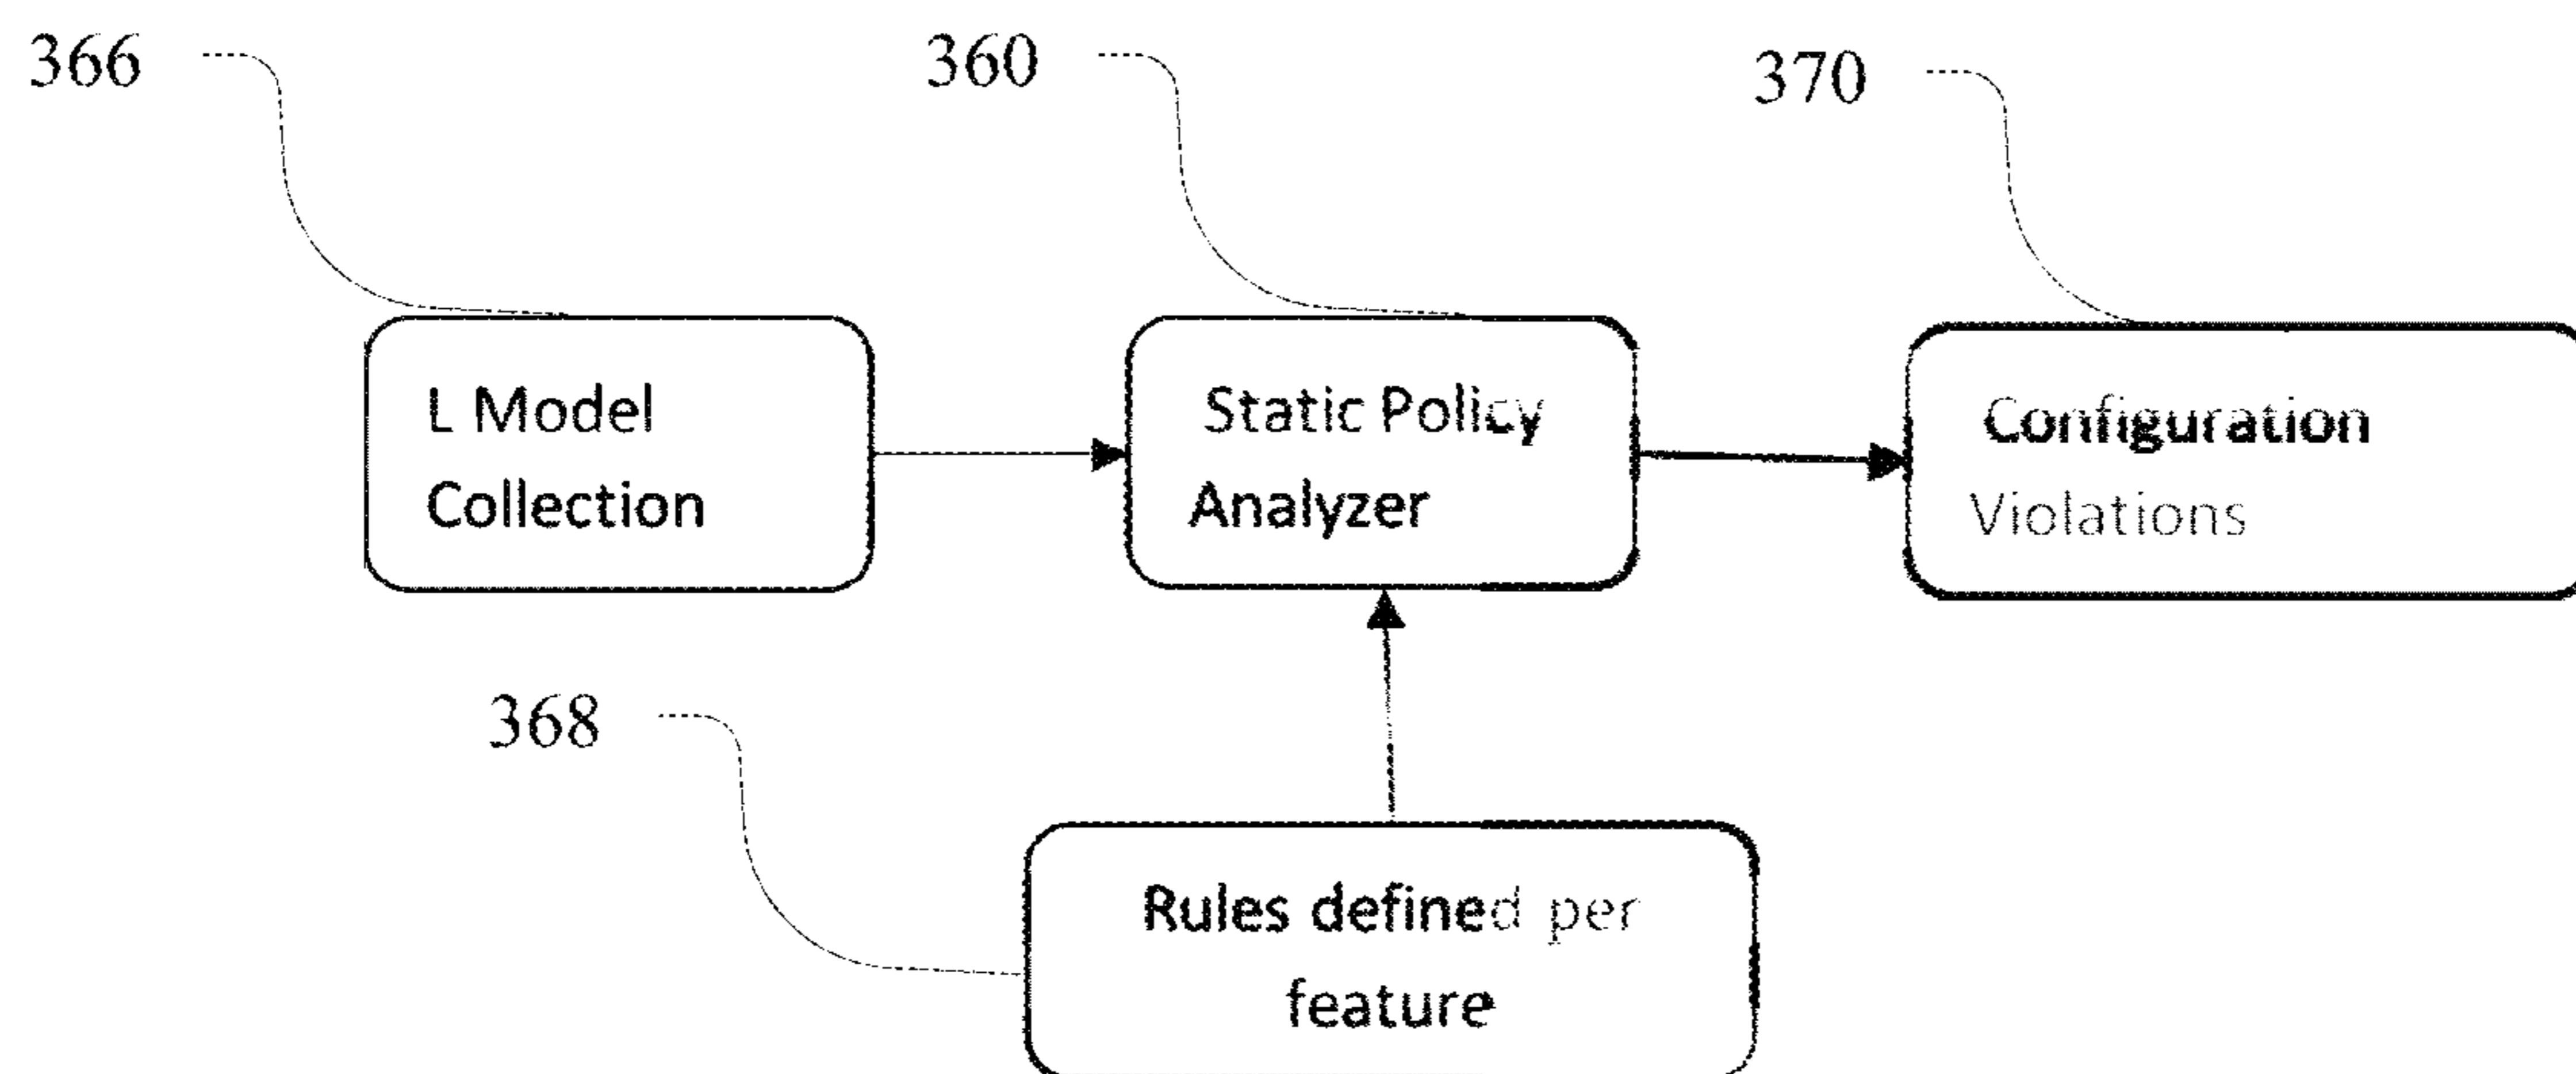 366
360
370
L Model
Collection
Static Policy
Analyzer
Configuration
Violations
368
Rules defined per
feature